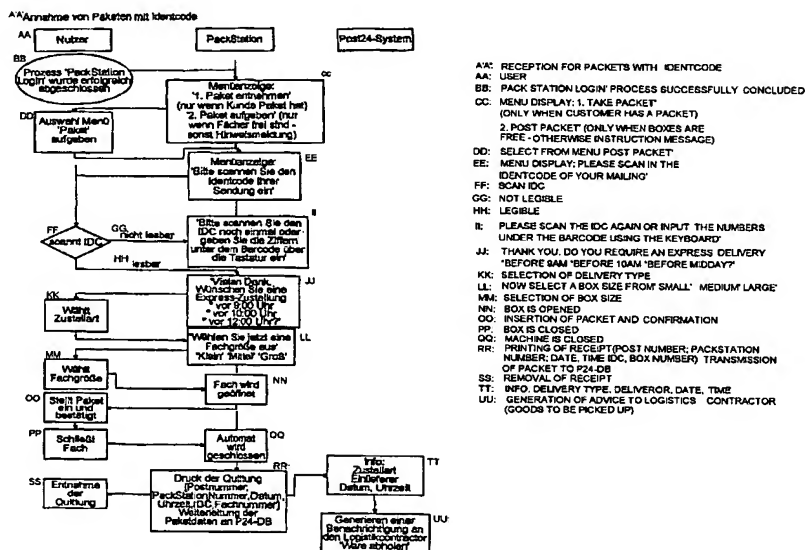 A'A' Annahme von Paketen mit Identcode
AA
Nutzer
PackStation
Post24-System
BB
Prozess 'PackStation
Login' wurde erfolgreich
abgeschlossen
CC
Menüanzeige:
'1. Paket entnehmen'
(nur wenn Kunde Paket hat)
'2. Paket aufgeben' (nur
wenn Fächer frei sind -
sonst Hinweismeldung)
DD
Auswahl Menü
'Paket'
aufgeben
EE
Menüanzeige:
'Bitte scannen Sie den
Identcode Ihrer
Sendung ein'
FF
scannt IDC
GG
nicht lesbar
II
'Bitte scannen Sie den
IDC noch einmal oder
geben Sie die Ziffern
unter dem Barcode über
die Tastatur ein'
HH
lesbar
JJ
'Vielen Dank,
Wünschen Sie eine
Express-Zustellung
* vor 9:00 Uhr
* vor 10:00 Uhr
* vor 12:00 Uhr?'
KK
Wählt
Zustellart
LL
'Wählen Sie jetzt eine
Fachgröße aus'
'Klein' 'Mittel' 'Groß'
MM
Wählt
Fachgröße
NN
Fach wird
geöffnet
OO
Stellt Paket
ein und
bestätigt
PP
Schließt
Fach
QQ
Automat
wird
geschlossen
RR
Druck der Quittung
(Postnummer,
PackStationNummer, Datum,
Uhrzeit, IDC, Fachnummer)
Weiterleitung der
Paketdaten an P24-DB
SS
Entnahme
der
Quittung
TT
Info:
Zustellart
Einlieferer
Datum, Uhrzeit
UU:
Generieren einer
Benachrichtigung an
den Logistikcontractor
'Ware abholen'
A'A': RECEPTION FOR PACKETS WITH IDENTCODE
AA: USER
BB: PACK STATION LOGIN' PROCESS SUCCESSFULLY CONCLUDED
CC: MENU DISPLAY: 1. TAKE PACKET'
(ONLY WHEN CUSTOMER HAS A PACKET)
2. POST PACKET (ONLY WHEN BOXES ARE
FREE - OTHERWISE INSTRUCTION MESSAGE)
DD: SELECT FROM MENU POST PACKET'
EE: MENU DISPLAY: PLEASE SCAN IN THE
IDENTCODE OF YOUR MAILING'
FF: SCAN IDC
GG: NOT LEGIBLE
HH: LEGIBLE
II: PLEASE SCAN THE IDC AGAIN OR INPUT THE NUMBERS
UNDER THE BARCODE USING THE KEYBOARD'
JJ: THANK YOU. DO YOU REQUIRE AN EXPRESS DELIVERY
'BEFORE 9AM 'BEFORE 10AM 'BEFORE MIDDAY?'
KK: SELECTION OF DELIVERY TYPE
LL: NOW SELECT A BOX SIZE FROM' SMALL' MEDIUM' LARGE'
MM: SELECTION OF BOX SIZE
NN: BOX IS OPENED
OO: INSERTION OF PACKET AND CONFIRMATION
PP: BOX IS CLOSED
QQ: MACHINE IS CLOSED
RR: PRINTING OF RECEIPT (POST NUMBER; PACKSTATION
NUMBER; DATE, TIME IDC, BOX NUMBER) TRANSMISSION
OF PACKET TO P24-DB
SS: REMOVAL OF RECEIPT
TT: INFO, DELIVERY TYPE, DELIVEROR, DATE, TIME
UU: GENERATION OF ADVICE TO LOGISTICS CONTRACTOR
(GOODS TO BE PICKED UP)